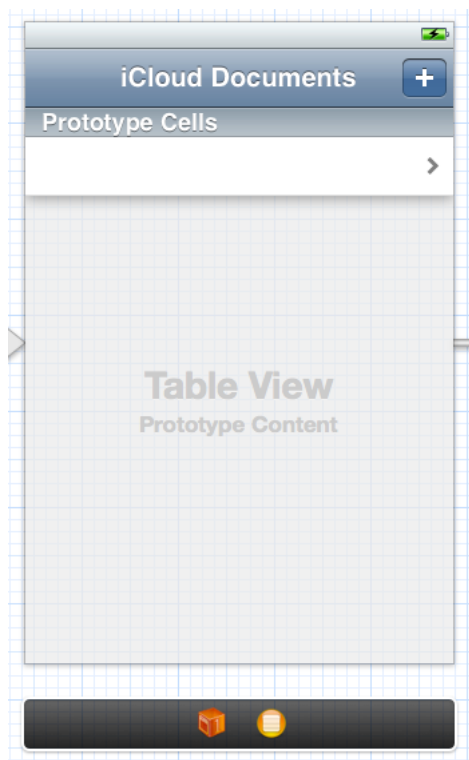 iCloud Documents +
Prototype Cells
Table View
Prototype Content